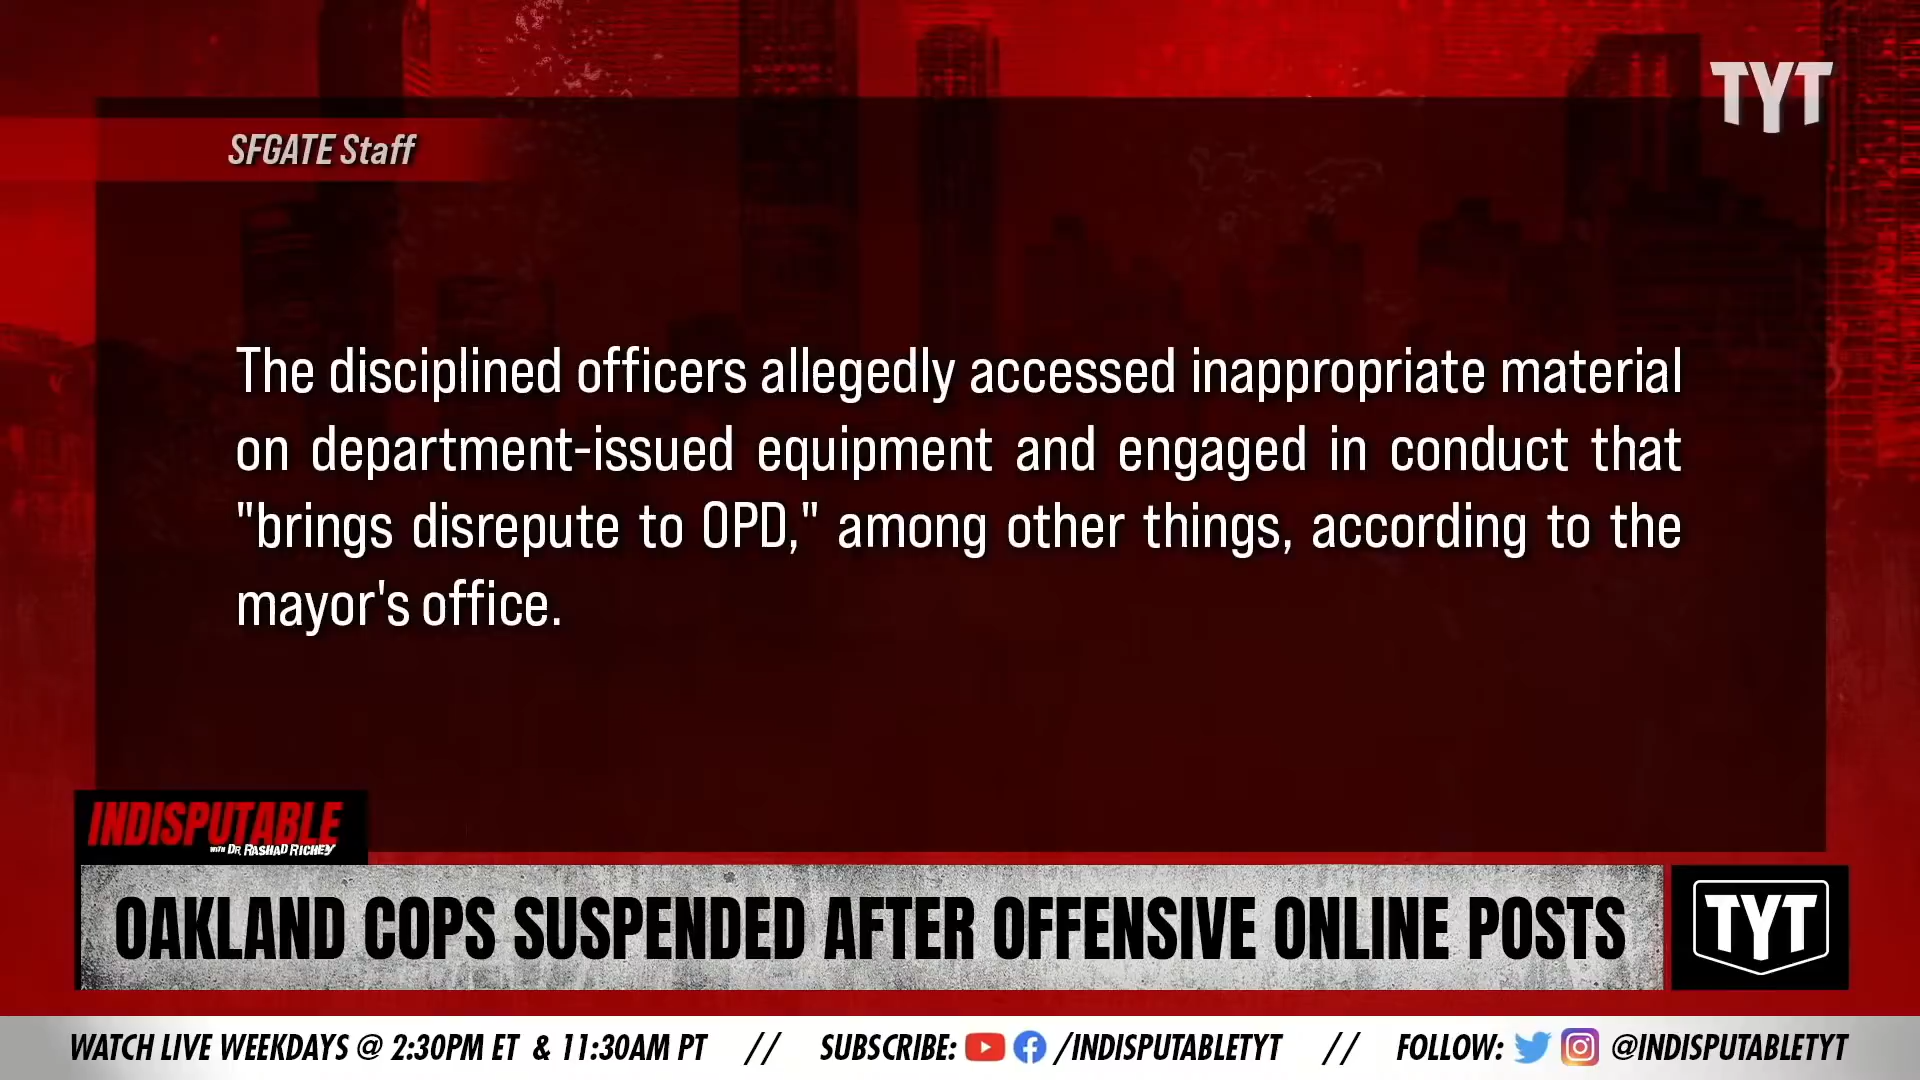 TYT
SFGATE Staff
The disciplined officers allegedly accessed inappropriate material
on department-issued equipment and engaged in conduct that
"brings disrepute to OPD," among other things, according to the
mayor's office.
INDISPUTABLE
WITH DR RASHAD RICHEY
OAKLAND COPS SUSPENDED AFTER OFFENSIVE ONLINE POSTS
TYT
WATCH LIVE WEEKDAYS @ 2:30PM ET & 11:30AM PT // SUBSCRIBE: /INDISPUTABLETYT // FOLLOW: @INDISPUTABLETYT